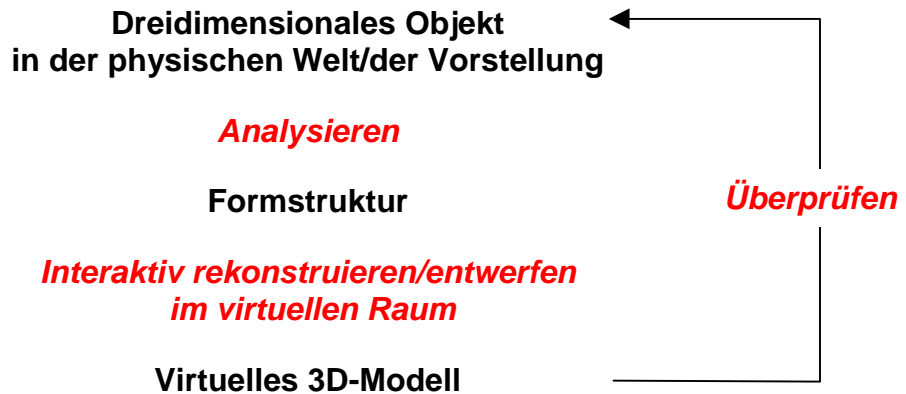 Dreidimensionales Objekt
in der physischen Welt/der Vorstellung
Analysieren
Formstruktur
Überprüfen
Interaktiv rekonstruieren/entwerfen
im virtuellen Raum
Virtuelles 3D-Modell